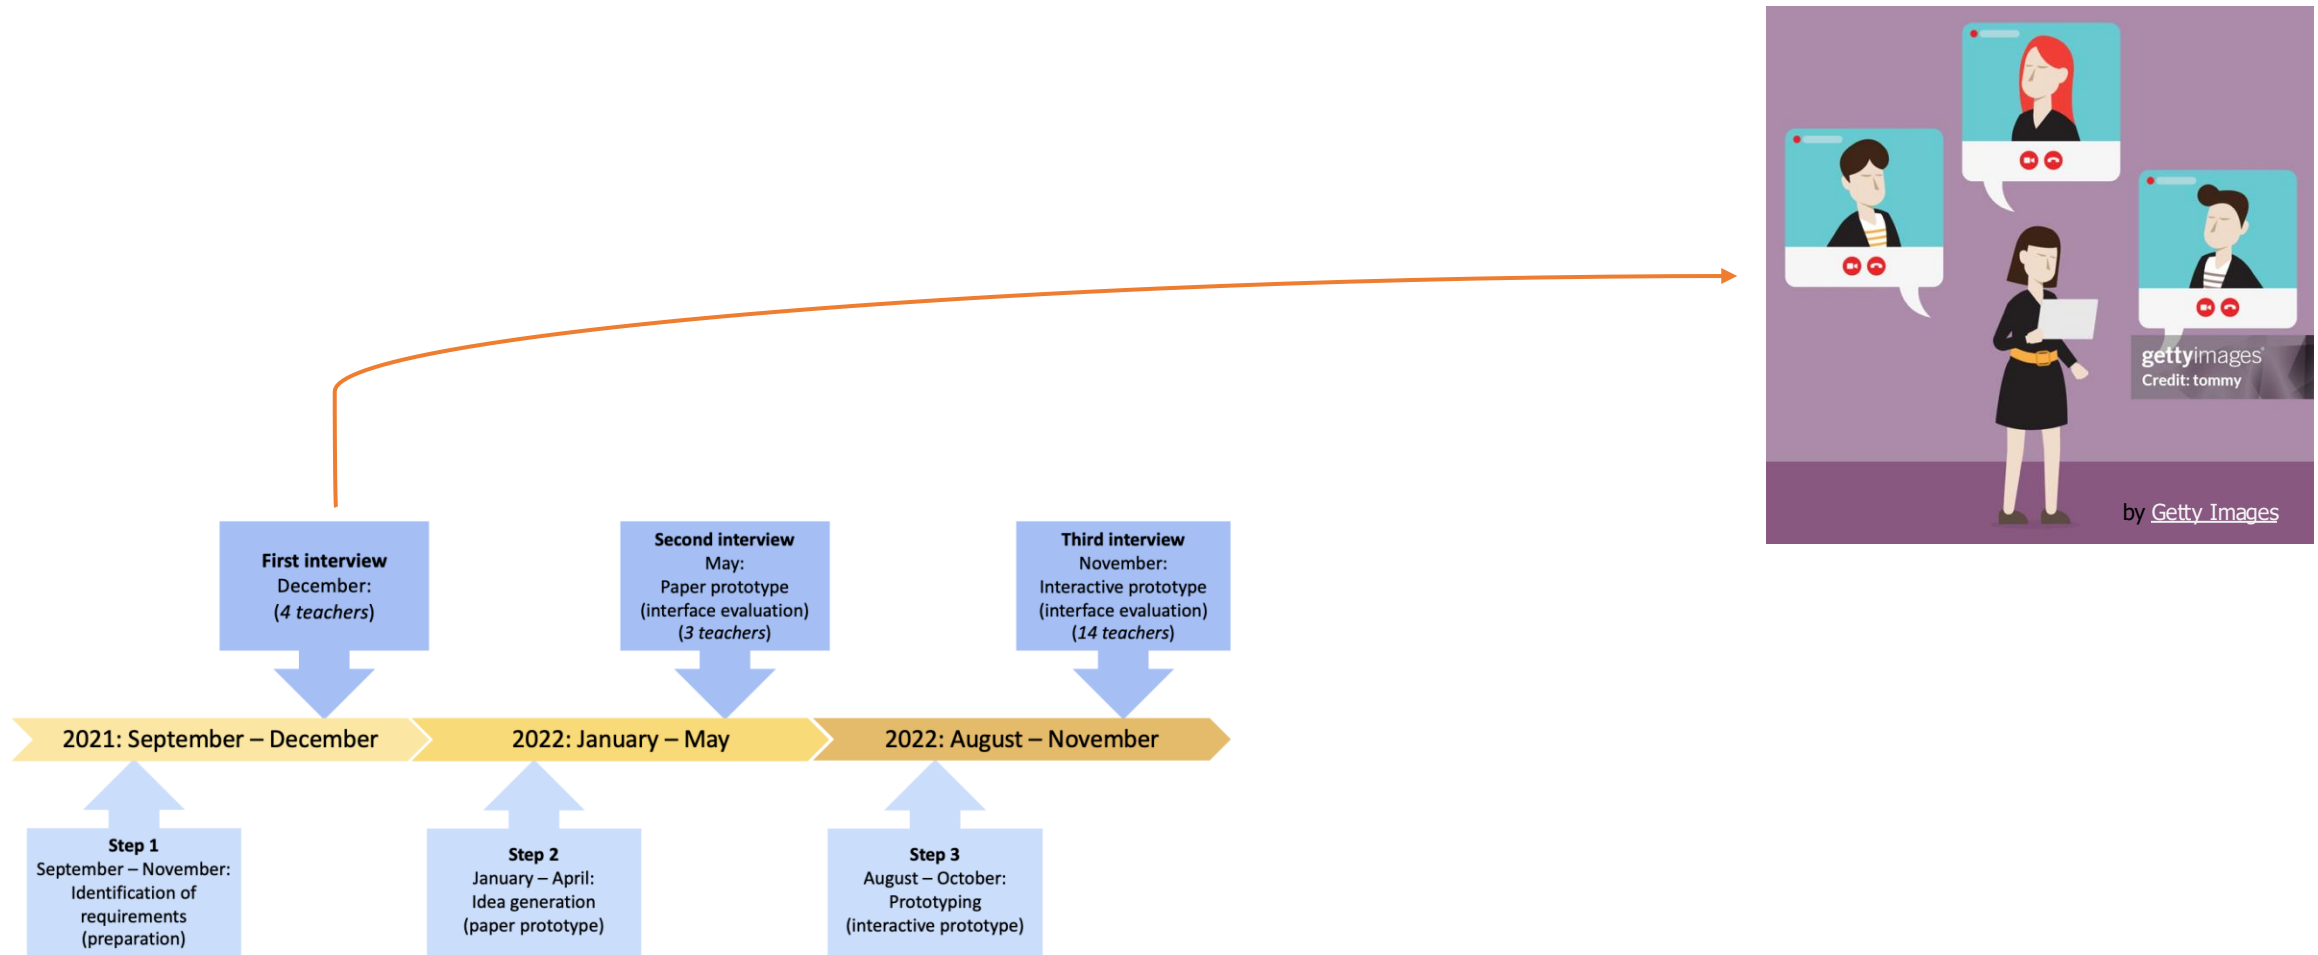 gettyimages®
Credit: tommy
by Getty Images
First interview
December:
(4 teachers)
Second interview
May:
Paper prototype
(interface evaluation)
(3 teachers)
Third interview
November:
Interactive prototype
(interface evaluation)
(14 teachers)
2021: September – December
2022: January – May
2022: August – November
Step 1
September – November:
Identification of
requirements
(preparation)
Step 2
January – April:
Idea generation
(paper prototype)
Step 3
August – October:
Prototyping
(interactive prototype)